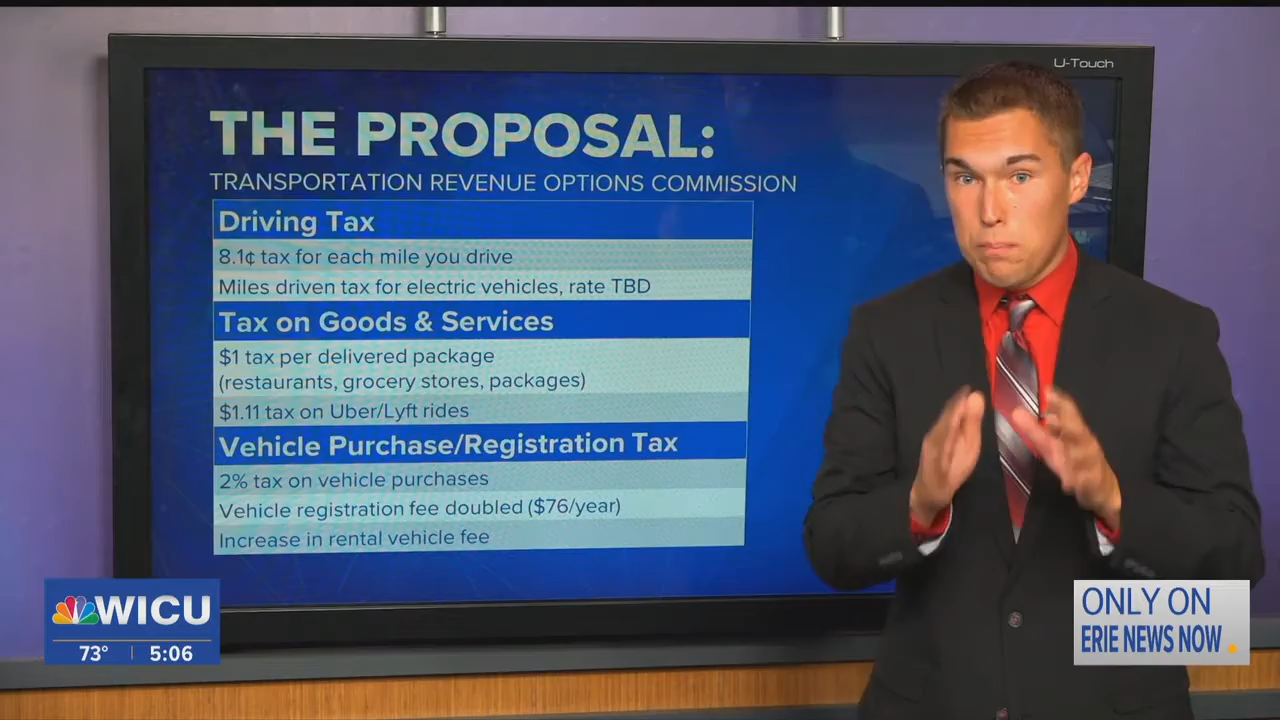 U-Touch
THE PROPOSAL:
TRANSPORTATION REVENUE OPTIONS COMMISSION
Driving Tax
8.1¢ tax for each mile you drive
Miles driven tax for electric vehicles, rate TBD
Tax on Goods & Services
$1 tax per delivered package
(restaurants, grocery stores, packages)
$1.11 tax on Uber/Lyft rides
Vehicle Purchase/Registration Tax
2% tax on vehicle purchases
Vehicle registration fee doubled ($76/year)
Increase in rental vehicle fee
WICU
73° 5:06
ONLY ON
ERIE NEWS NOW